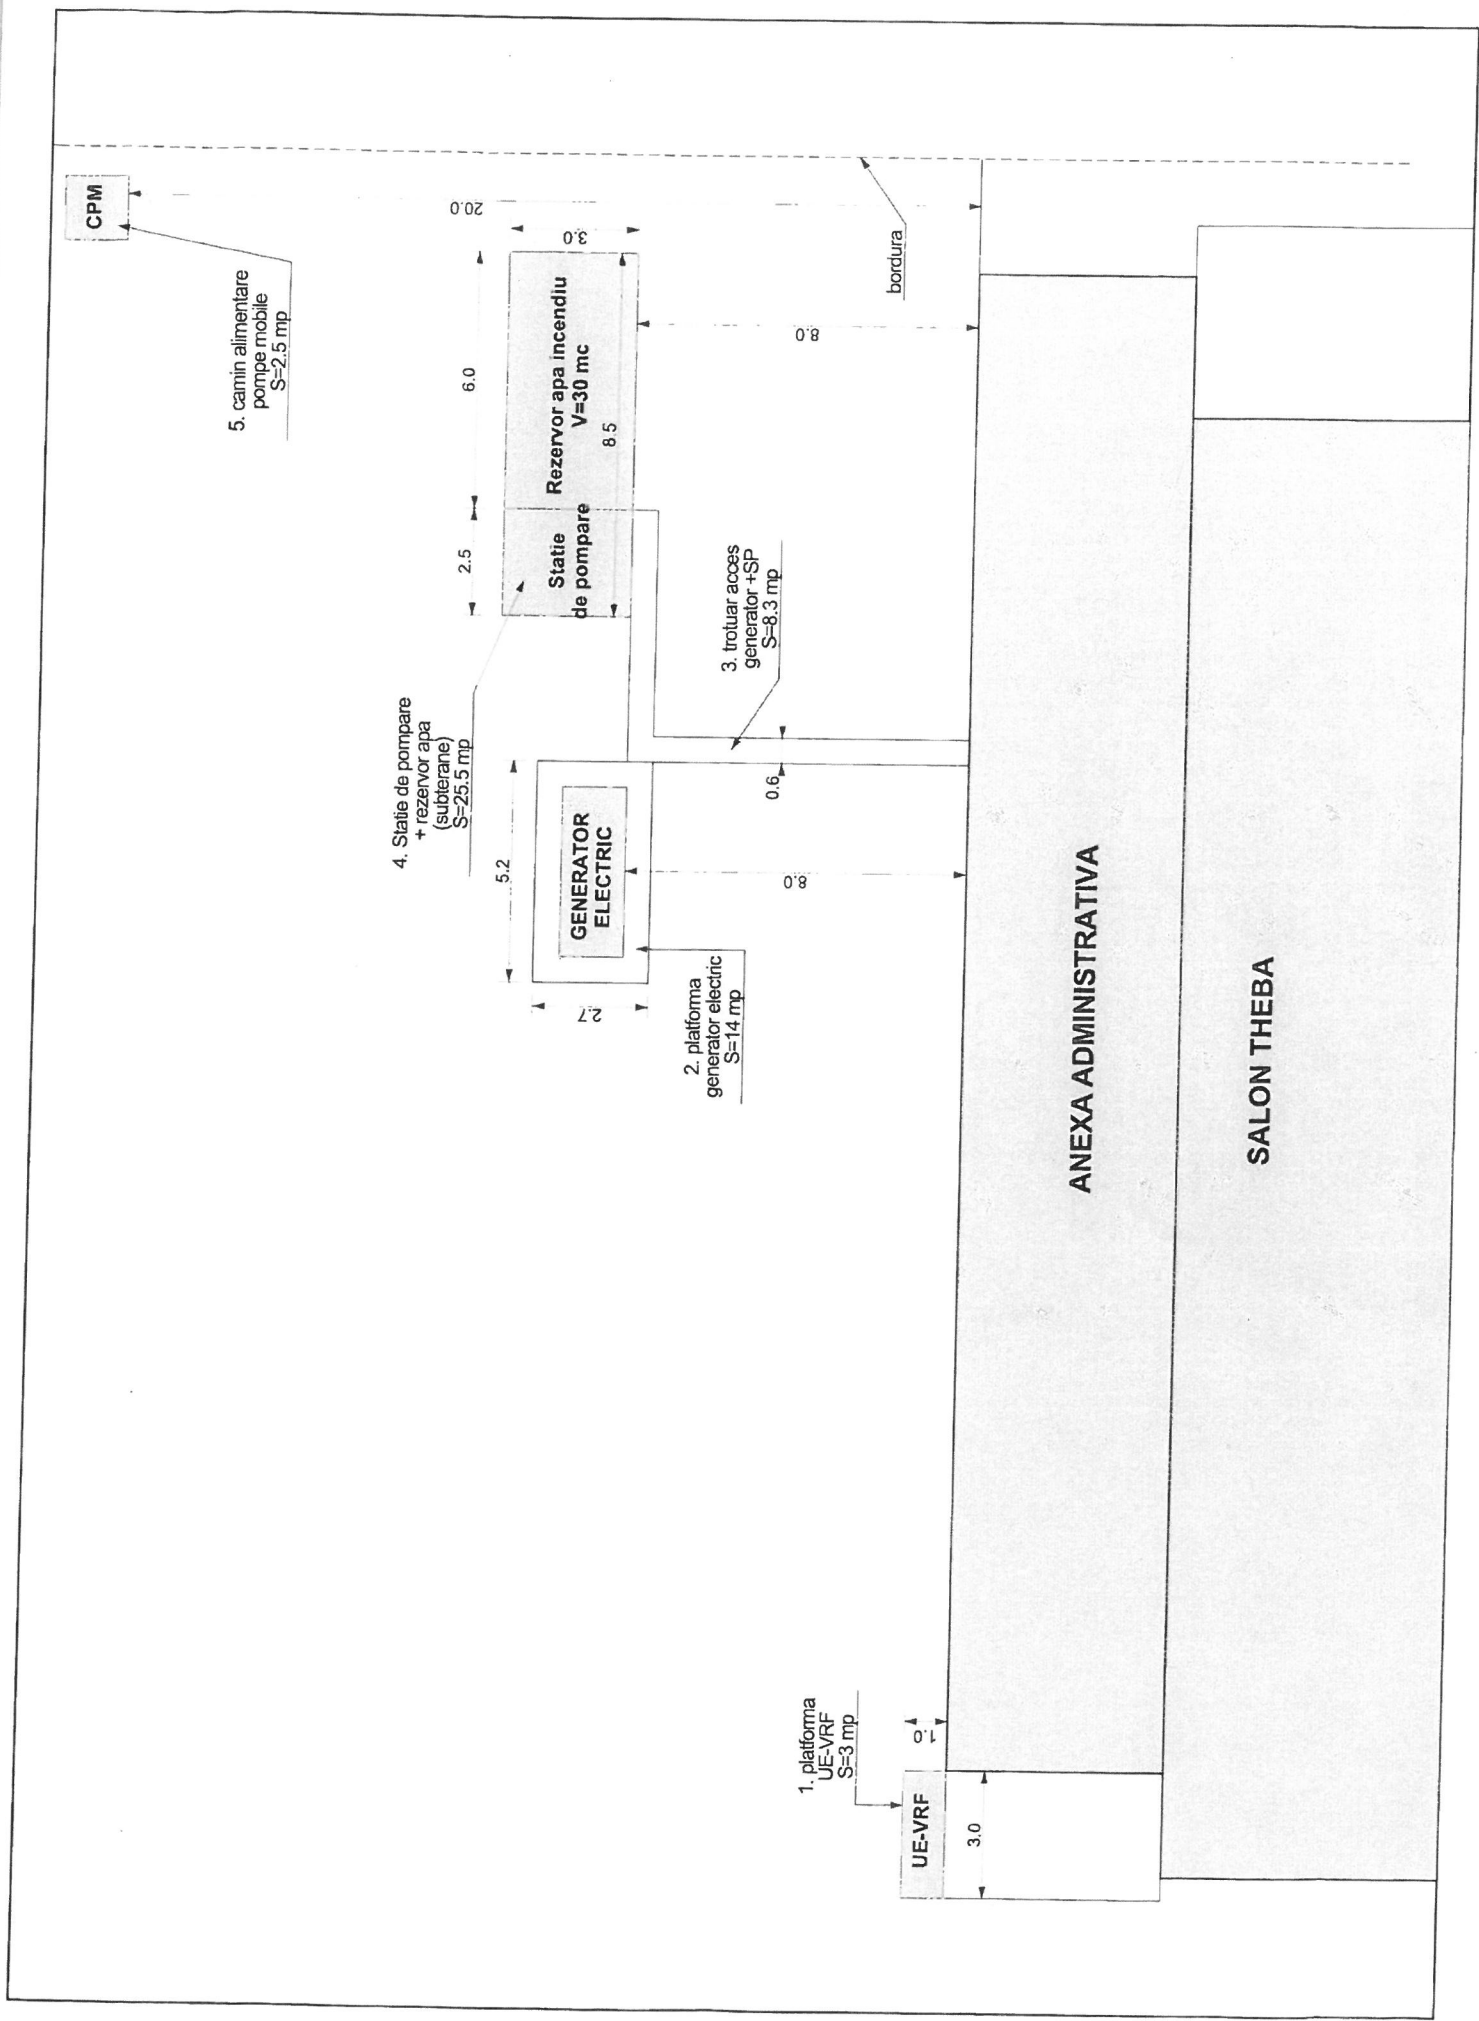 CPM
5. camin alimentare
pompe mobile
S=2.5 mp
20.0
3.0
6.0
2.5
Rezervor apa incendiu
V=30 mc
Statie
de pompare
8.5
8.0
bordura
3. trotuar acces
generator +SP
S=8.3 mp
0.6
4. Statie de pompare
+ rezervor apa
(subterane)
S=25.5 mp
5.2
2.7
GENERATOR
ELECTRIC
8.0
2. platforma
generator electric
S=14 mp
ANEXA ADMINISTRATIVA
SALON THEBA
1. platforma
UE-VRF
S=3 mp
1.0
UE-VRF
3.0